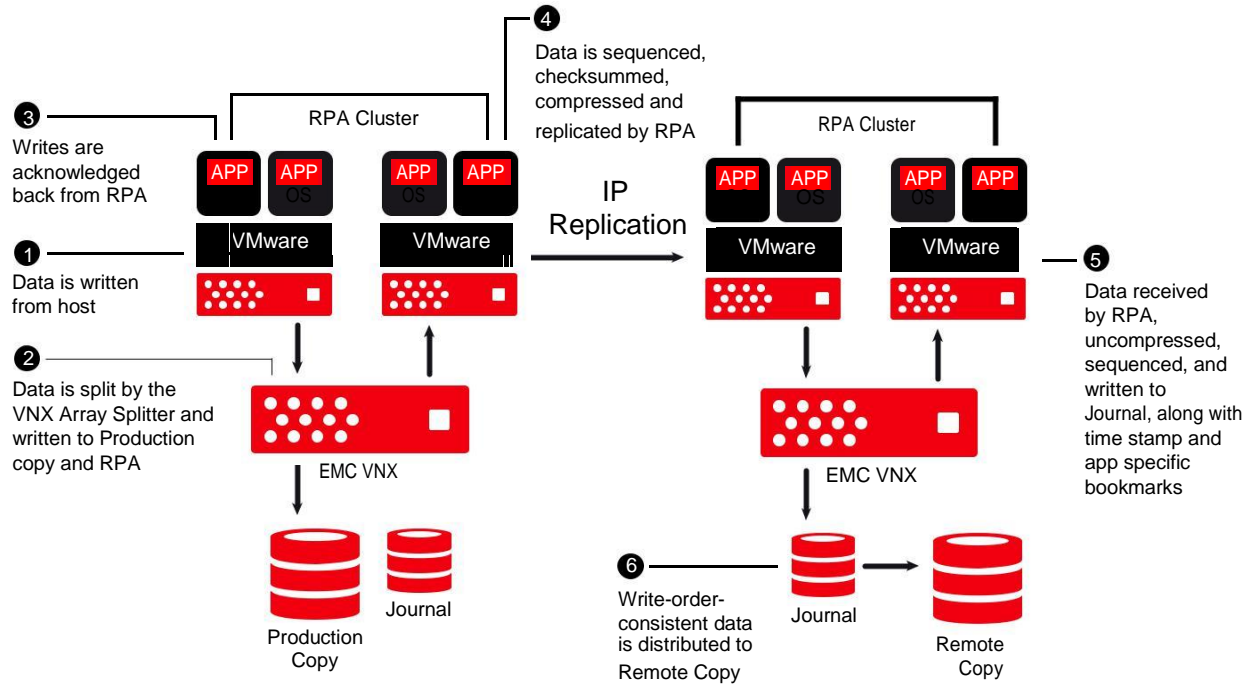 4
Data is sequenced,
checksummed,
compressed and
replicated by RPA
3
Writes are
acknowledged
back from RPA
RPA Cluster
APP
APP
OS
APP
OS
APP
VMware
VMware
1
Data is written
from host
2
Data is split by the
VNX Array Splitter and
written to Production
copy and RPA
EMC VNX
Production
Copy
Journal
IP
Replication
RPA Cluster
APP
APP
OS
APP
OS
APP
VMware
VMware
5
Data received
by RPA,
uncompressed,
sequenced, and
written to
Journal, along with
time stamp and
app specific
bookmarks
EMC VNX
6
Write-order-
consistent data
is distributed to
Remote Copy
Journal
Remote
Copy